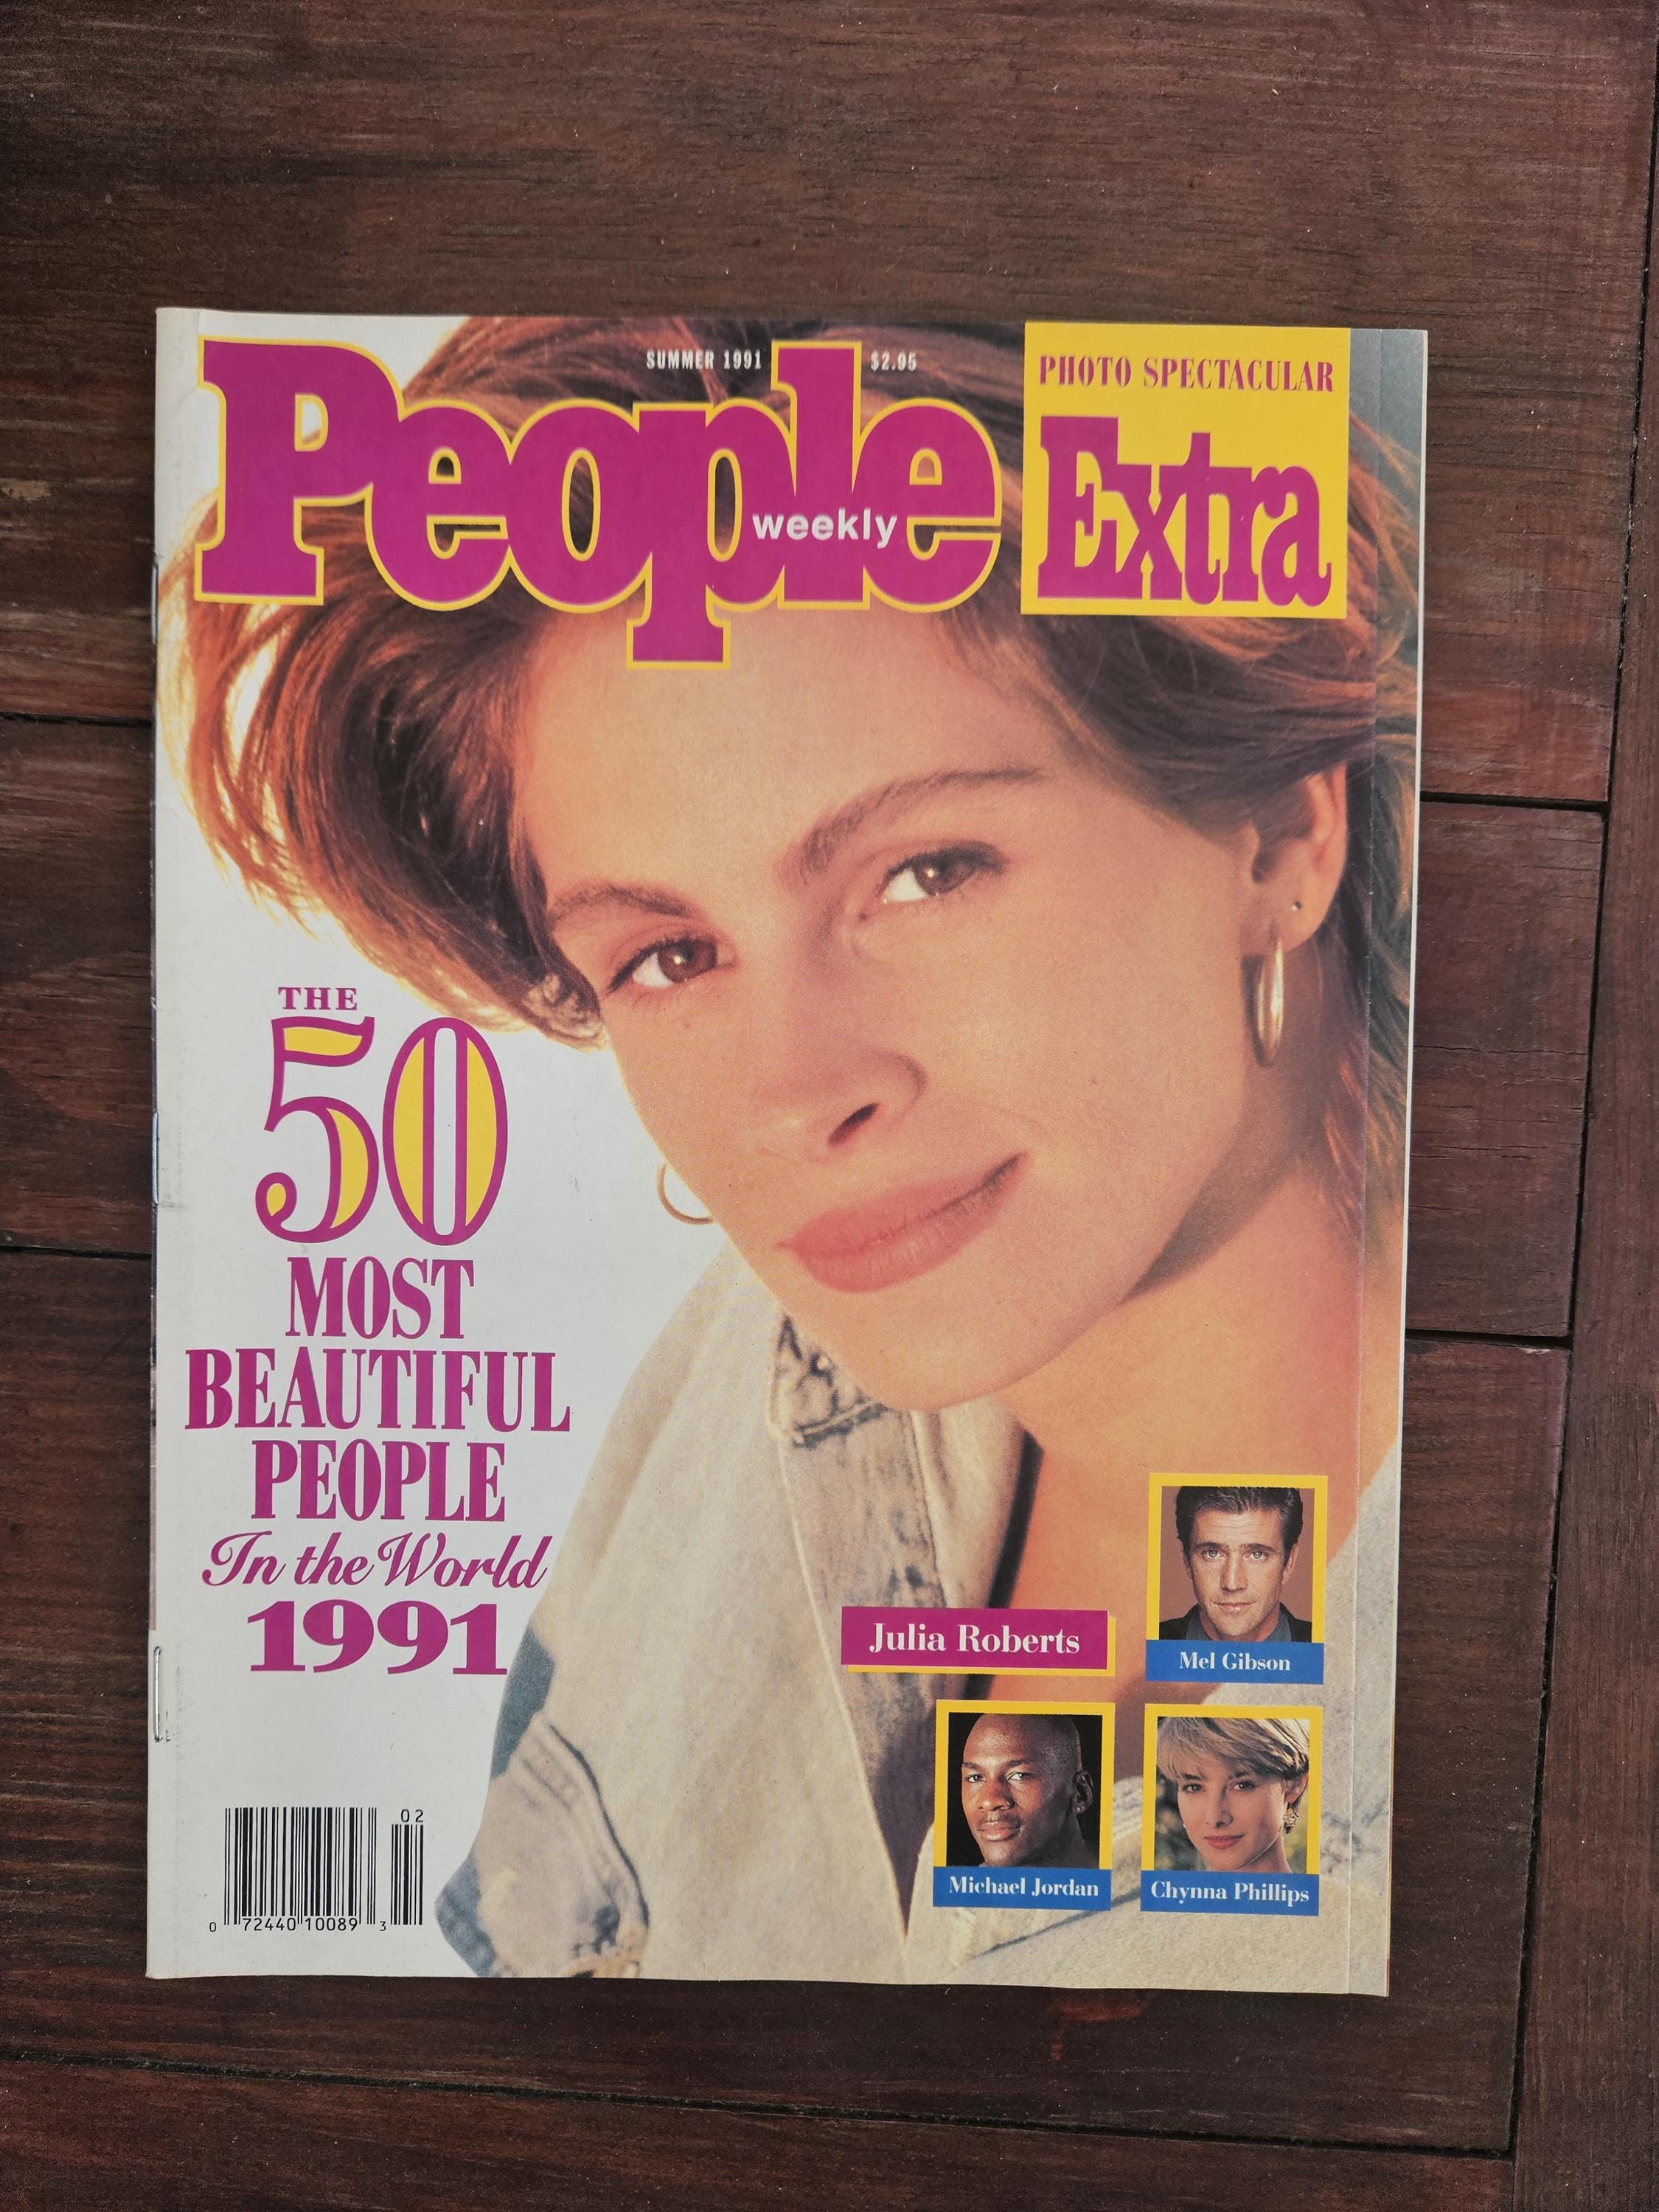 SUMMER 1991 $2.95
People
weekly
PHOTO SPECTACULAR
Extra
THE
50
MOST
BEAUTIFUL
PEOPLE
In the World
1991
Julia Roberts
Mel Gibson
Michael Jordan
Chynna Phillips
02
0 72440 10089 3